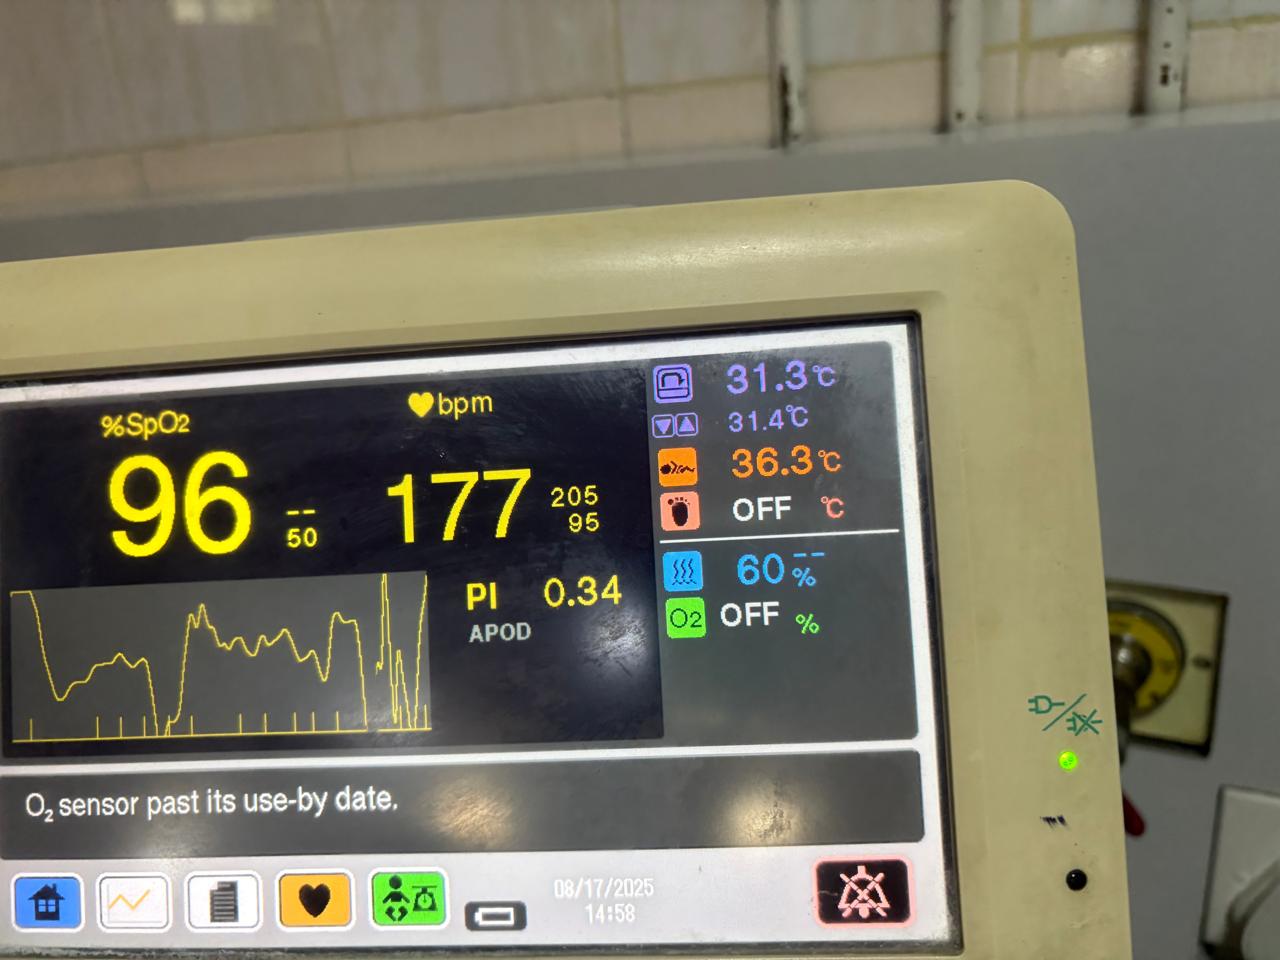 %SpO2
♥bpm
96
--
50
177
205
95
PI 0.34
APOD
31.3°C
31.4°C
36.3°C
OFF °C
60 --%
O2 OFF %
O₂ sensor past its use-by date.
08/17/2025
14:58